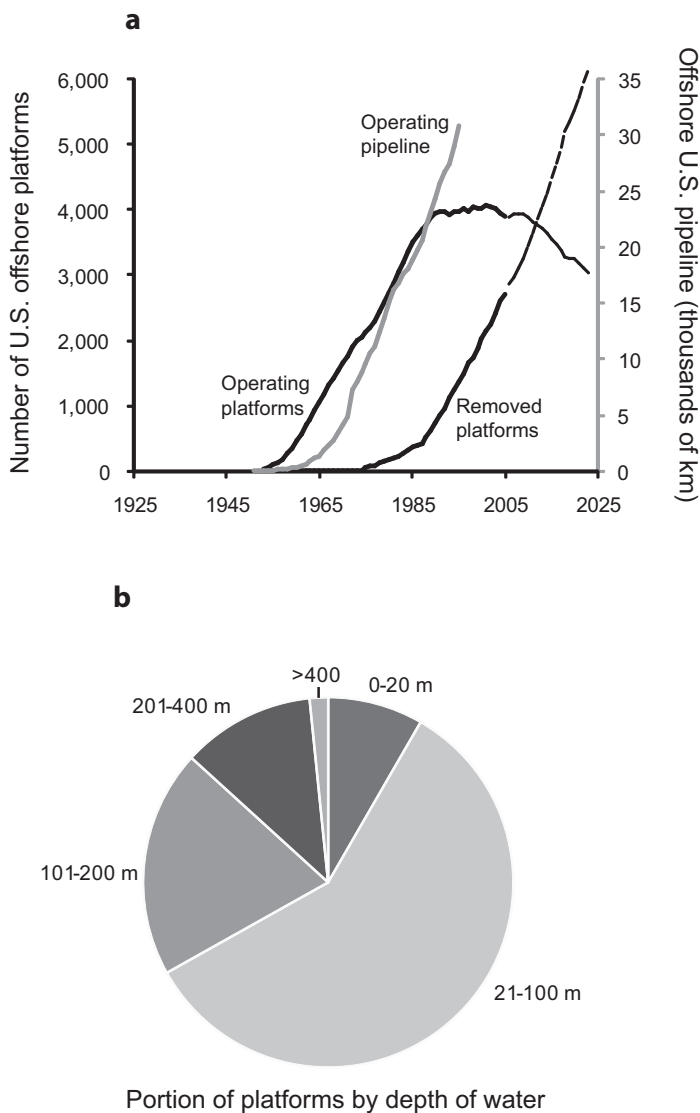 a
Number of U.S. offshore platforms
6,000
5,000
4,000
3,000
2,000
1,000
0
Operating
pipeline
Operating
platforms
Removed
platforms
35
30
25
20
15
10
5
0
Offshore U.S. pipeline (thousands of km)
1925 1945 1965 1985 2005 2025
b
>400
0-20 m
201-400 m
101-200 m
21-100 m
Portion of platforms by depth of water